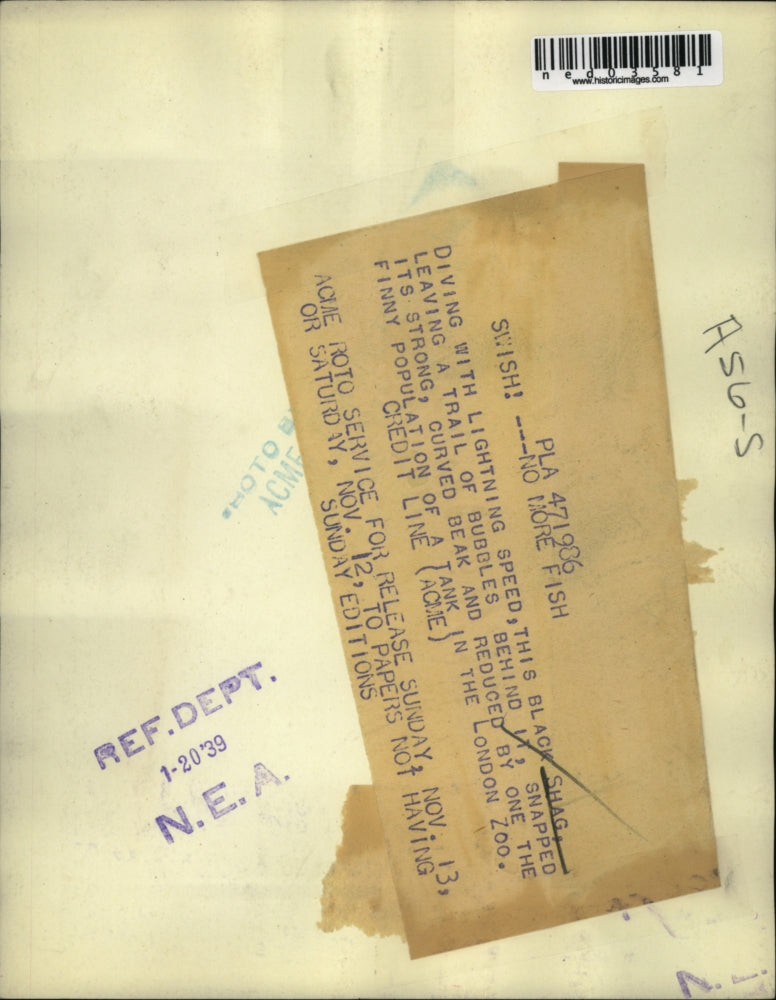 ned03581
www.historicimages.com
AS6-S
PLA 471986
SWISH! ---NO MORE FISH
DIVING WITH LIGHTNING SPEED, THIS BLACK SHAG,
LEAVING A TRAIL OF BUBBLES BEHIND IT, SNAPPED
ITS STRONG, CURVED BEAK AND REDUCED BY ONE THE
FINNY POPULATION OF A TANK IN THE LONDON ZOO.
CREDIT LINE (ACME)
ACME ROTO SERVICE FOR RELEASE SUNDAY, NOV. 13,
OR SATURDAY, NOV. 12, TO PAPERS NOT HAVING
SUNDAY EDITIONS
ACME
REF. DEPT.
1-20'39
N.E.A.